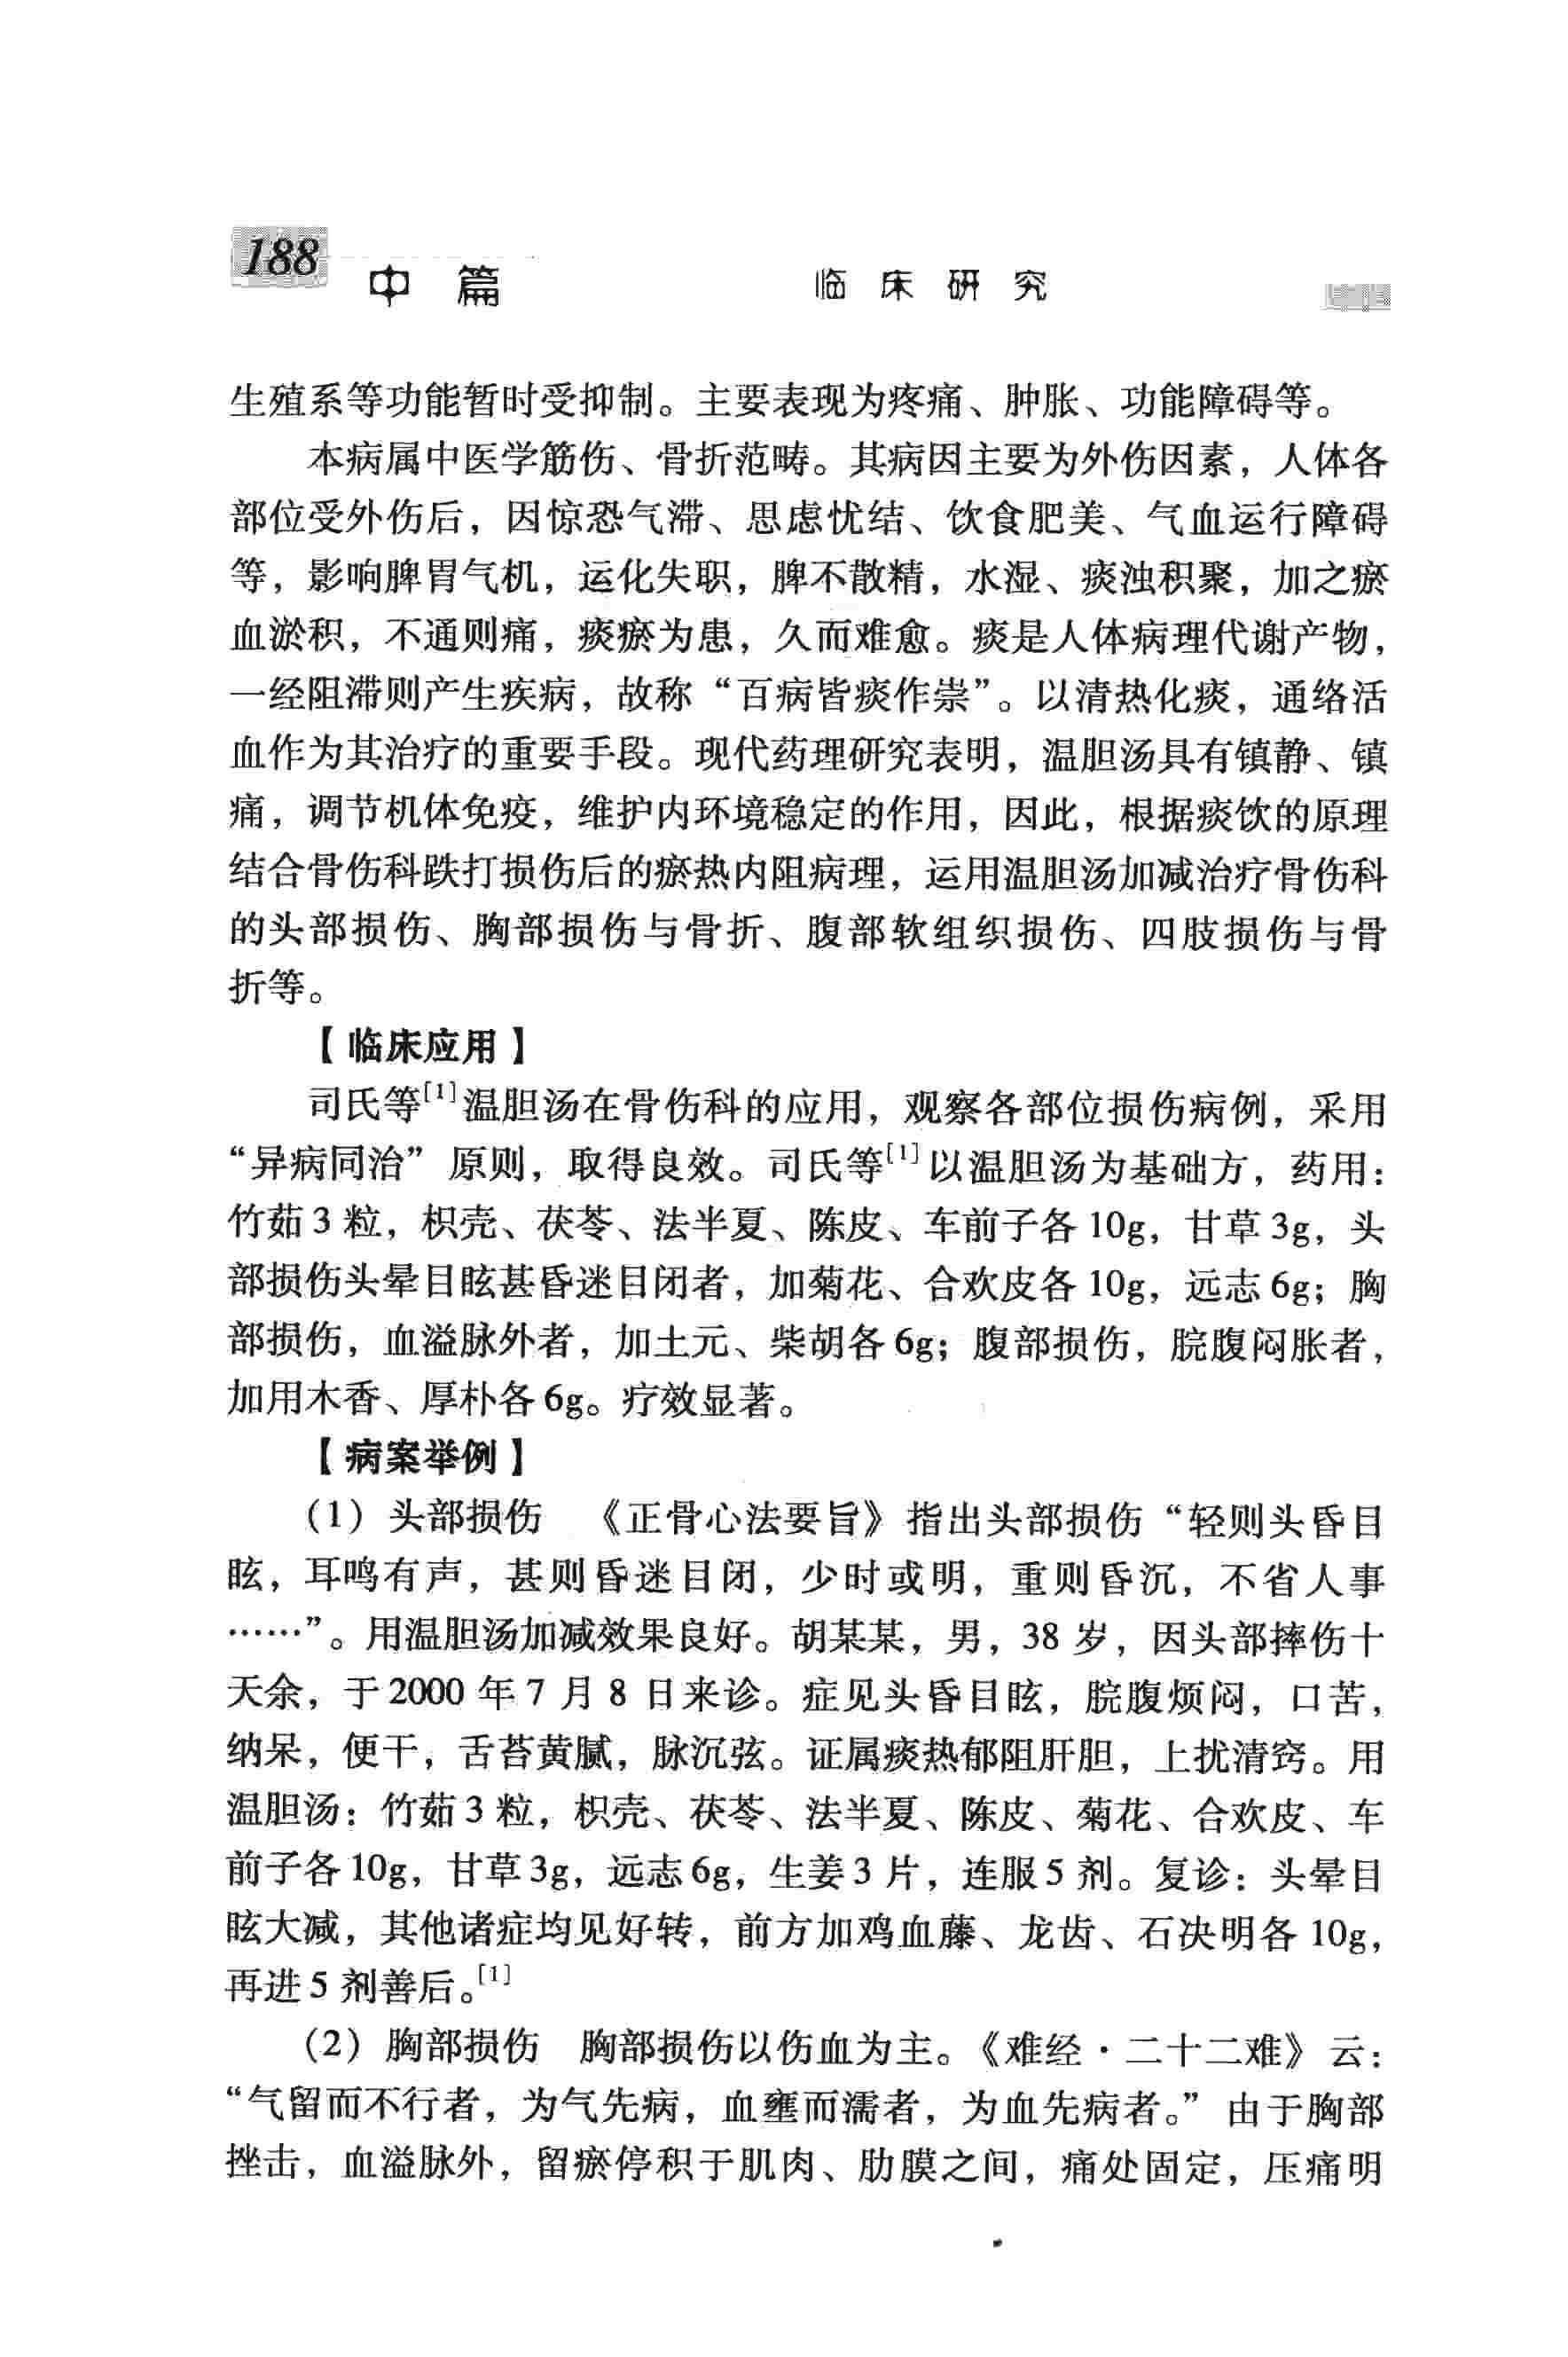 188
中 篇 临 床 研 究
生殖系等功能暂时受抑制。主要表现为疼痛、肿胀、功能障碍等。
本病属中医学筋伤、骨折范畴。其病因主要为外伤因素，人体各
部位受外伤后，因惊恐气滞、思虑忧结、饮食肥美、气血运行障碍
等，影响脾胃气机，运化失职，脾不散精，水湿、痰浊积聚，加之瘀
血淤积，不通则痛，痰瘀为患，久而难愈。痰是人体病理代谢产物，
一经阻滞则产生疾病，故称“百病皆痰作祟”。以清热化痰，通络活
血作为其治疗的重要手段。现代药理研究表明，温胆汤具有镇静、镇
痛，调节机体免疫，维护内环境稳定的作用，因此，根据痰饮的原理
结合骨伤科跌打损伤后的瘀热内阻病理，运用温胆汤加减治疗骨伤科
的头部损伤、胸部损伤与骨折、腹部软组织损伤、四肢损伤与骨
折等。
【临床应用】
司氏等[1]温胆汤在骨伤科的应用，观察各部位损伤病例，采用
“异病同治”原则，取得良效。司氏等[1]以温胆汤为基础方，药用：
竹茹3粒，枳壳、茯苓、法半夏、陈皮、车前子各10g，甘草3g，头
部损伤头晕目眩甚昏迷目闭者，加菊花、合欢皮各10g，远志6g；胸
部损伤，血溢脉外者，加土元、柴胡各6g；腹部损伤，脘腹闷胀者，
加用木香、厚朴各6g。疗效显著。
【病案举例】
（1）头部损伤 《正骨心法要旨》指出头部损伤“轻则头昏目
眩，耳鸣有声，甚则昏迷目闭，少时或明，重则昏沉，不省人事
……”。用温胆汤加减效果良好。胡某某，男，38岁，因头部摔伤十
天余，于2000年7月8日来诊。症见头昏目眩，脘腹烦闷，口苦，
纳呆，便干，舌苔黄腻，脉沉弦。证属痰热郁阻肝胆，上扰清窍。用
温胆汤：竹茹3粒，枳壳、茯苓、法半夏、陈皮、菊花、合欢皮、车
前子各10g，甘草3g，远志6g，生姜3片，连服5剂。复诊：头晕目
眩大减，其他诸症均见好转，前方加鸡血藤、龙齿、石决明各10g，
再进5剂善后。[1]
（2）胸部损伤 胸部损伤以伤血为主。《难经·二十二难》云：
“气留而不行者，为气先病，血壅而濡者，为血先病者。”由于胸部
挫击，血溢脉外，留瘀停积于肌肉、肋膜之间，痛处固定，压痛明